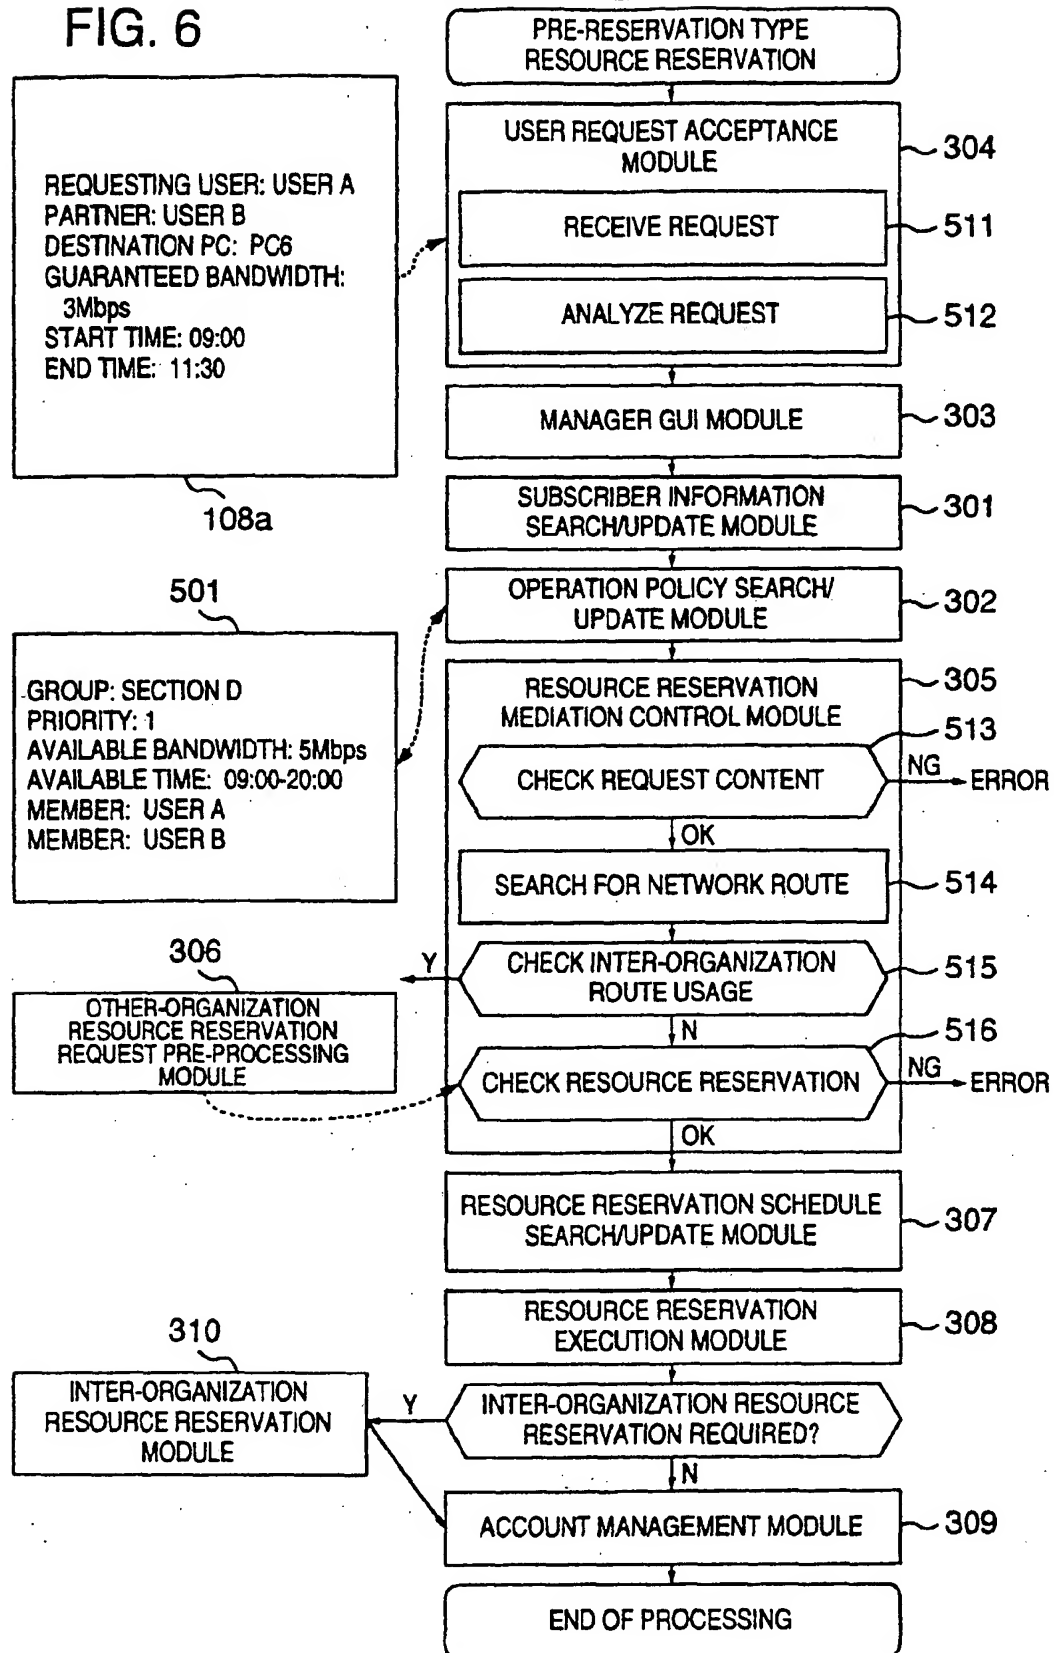 FIG. 6
PRE-RESERVATION TYPE
RESOURCE RESERVATION
REQUESTING USER: USER A
PARTNER: USER B
DESTINATION PC: PC6
GUARANTEED BANDWIDTH:
3Mbps
START TIME: 09:00
END TIME: 11:30
108a
USER REQUEST ACCEPTANCE
MODULE
304
RECEIVE REQUEST
511
ANALYZE REQUEST
512
MANAGER GUI MODULE
303
SUBSCRIBER INFORMATION
SEARCH/UPDATE MODULE
301
OPERATION POLICY SEARCH/
UPDATE MODULE
302
501
GROUP: SECTION D
PRIORITY: 1
AVAILABLE BANDWIDTH: 5Mbps
AVAILABLE TIME: 09:00-20:00
MEMBER: USER A
MEMBER: USER B
RESOURCE RESERVATION
MEDIATION CONTROL MODULE
305
513
CHECK REQUEST CONTENT
NG
ERROR
OK
SEARCH FOR NETWORK ROUTE
514
CHECK INTER-ORGANIZATION
ROUTE USAGE
515
Y
N
306
OTHER-ORGANIZATION
RESOURCE RESERVATION
REQUEST PRE-PROCESSING
MODULE
516
CHECK RESOURCE RESERVATION
NG
ERROR
OK
RESOURCE RESERVATION SCHEDULE
SEARCH/UPDATE MODULE
307
RESOURCE RESERVATION
EXECUTION MODULE
308
310
INTER-ORGANIZATION
RESOURCE RESERVATION
MODULE
Y
INTER-ORGANIZATION RESOURCE
RESERVATION REQUIRED?
N
ACCOUNT MANAGEMENT MODULE
309
END OF PROCESSING